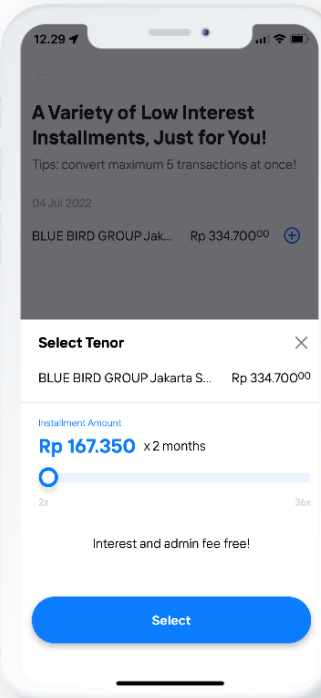 12.29
A Variety of Low Interest
Installments, Just for You!
Tips: convert maximum 5 transactions at once!
04 Jul 2022
BLUE BIRD GROUP Jak... Rp 334.700⁰⁰
Select Tenor
BLUE BIRD GROUP Jakarta S... Rp 334.700⁰⁰
Installment Amount
Rp 167.350 x 2 months
2x 36x
Interest and admin fee free!
Select